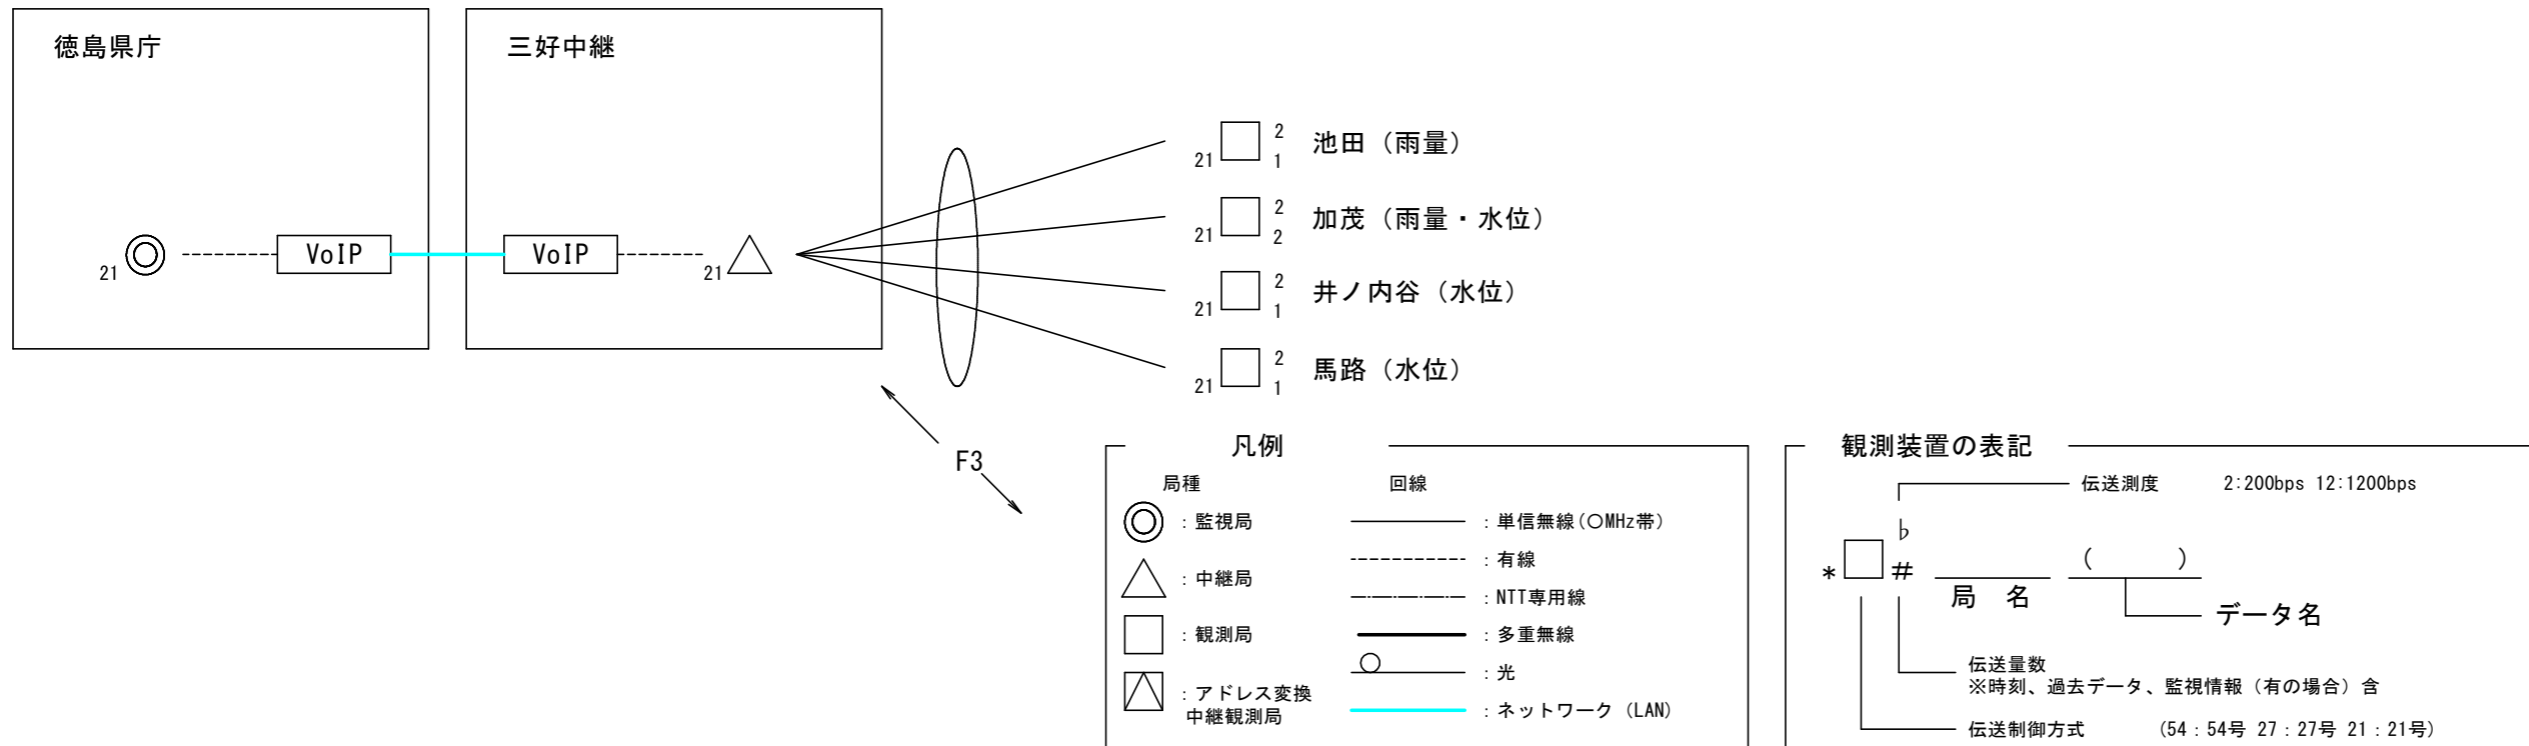 徳島県庁
三好中継
21
VoIP
VoIP
21
21 2 1 池田（雨量）
21 2 2 加茂（雨量・水位）
21 2 1 井ノ内谷（水位）
21 2 1 馬路（水位）
F3
凡例
局種
回線
：監視局
：中継局
：観測局
：アドレス変換
中継観測局
：単信無線(○MHz帯)
：有線
：NTT専用線
：多重無線
：光
：ネットワーク（LAN）
観測装置の表記
伝送測度 2:200bps 12:1200bps
♭
* # （ ）
局 名
データ名
伝送量数
※時刻、過去データ、監視情報（有の場合）含
伝送制御方式 （54：54号 27：27号 21：21号）